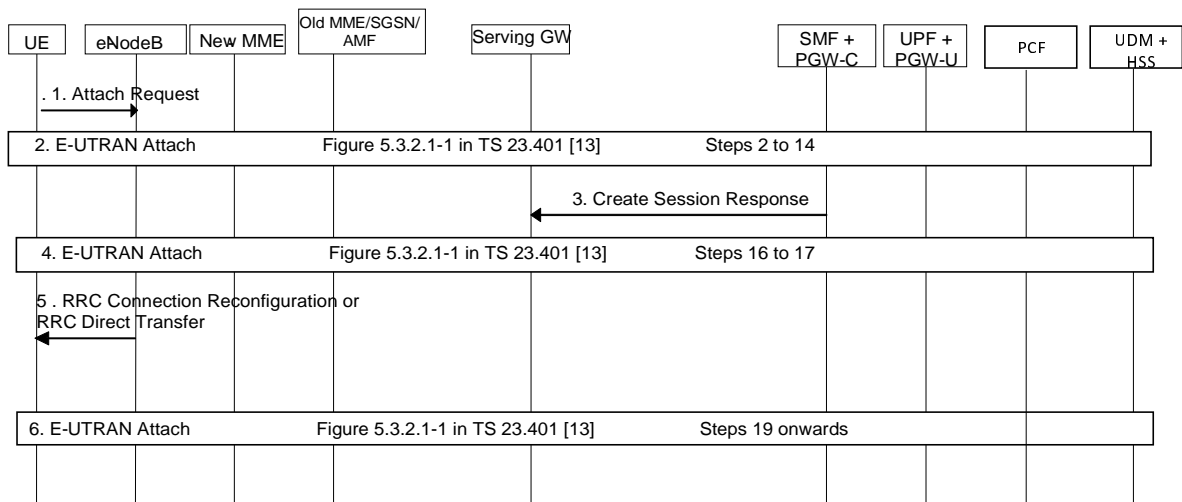 UE
eNodeB
New MME
Old MME/SGSN/
AMF
Serving GW
SMF +
PGW-C
UPF +
PGW-U
PCF
UDM +
HSS
. 1. Attach Request
2. E-UTRAN Attach Figure 5.3.2.1-1 in TS 23.401 [13] Steps 2 to 14
3. Create Session Response
4. E-UTRAN Attach Figure 5.3.2.1-1 in TS 23.401 [13] Steps 16 to 17
5 . RRC Connection Reconfiguration or
RRC Direct Transfer
6. E-UTRAN Attach Figure 5.3.2.1-1 in TS 23.401 [13] Steps 19 onwards